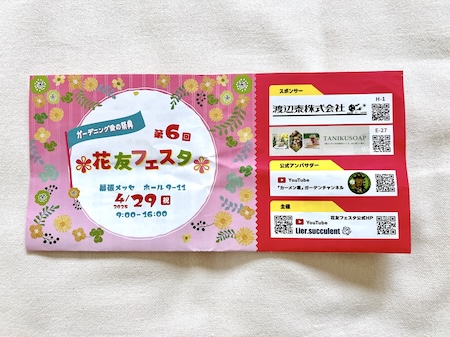 ガーデニング女の祭典
第6回
花友フェスタ
幕張メッセ ホール9-11
4/29 祝
2025
9:00-16:00
スポンサー
渡辺泰株式会社
H-1
TANIKUSOAP
E-27
公式アンバサダー
YouTube
「カーメン君」ガーデンチャンネル
主催
YouTube
Lier.succulent
花友フェスタ公式HP